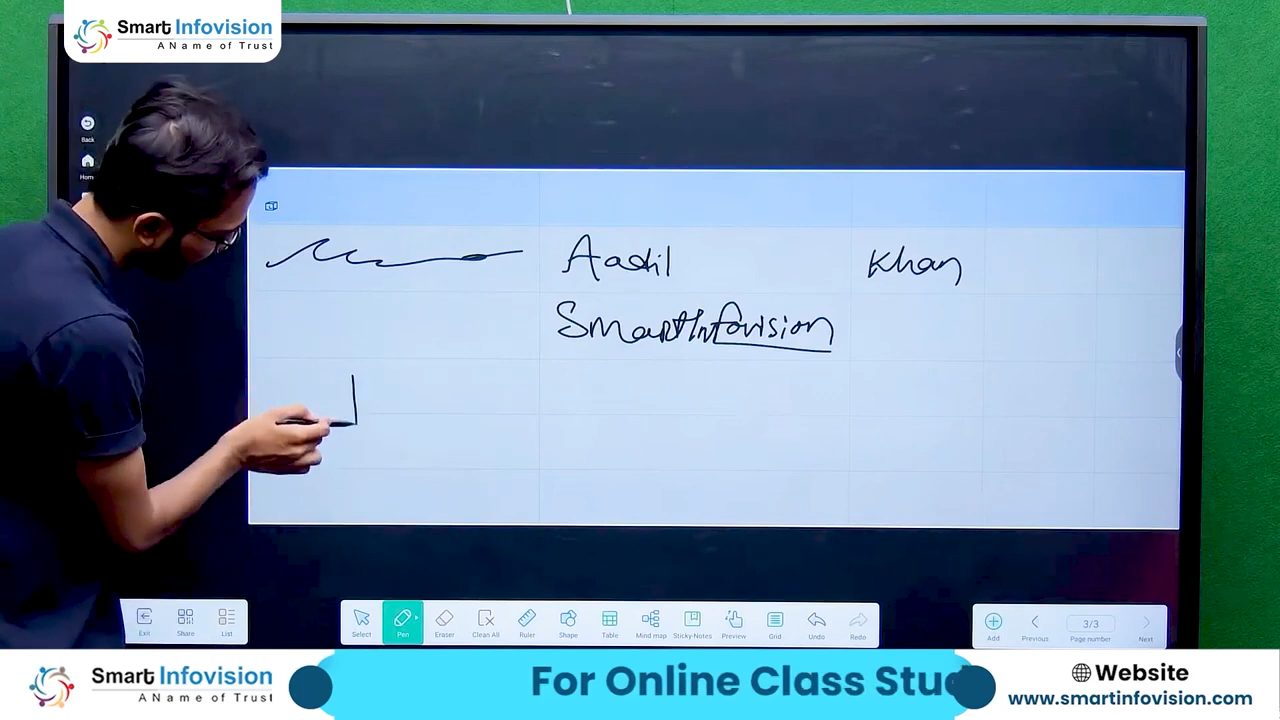 Smart Infovision
A Name of Trust
Back
Home
Aadil Khan
SmartInfovision
Exit Share List
Select Pen Eraser Clean All Ruler Shape Table Mind map Sticky-Notes Preview Grid Undo Redo
Add Previous 3/3 Page number Next
Smart Infovision
A Name of Trust
For Online Class Stud
Website
www.smartinfovision.com